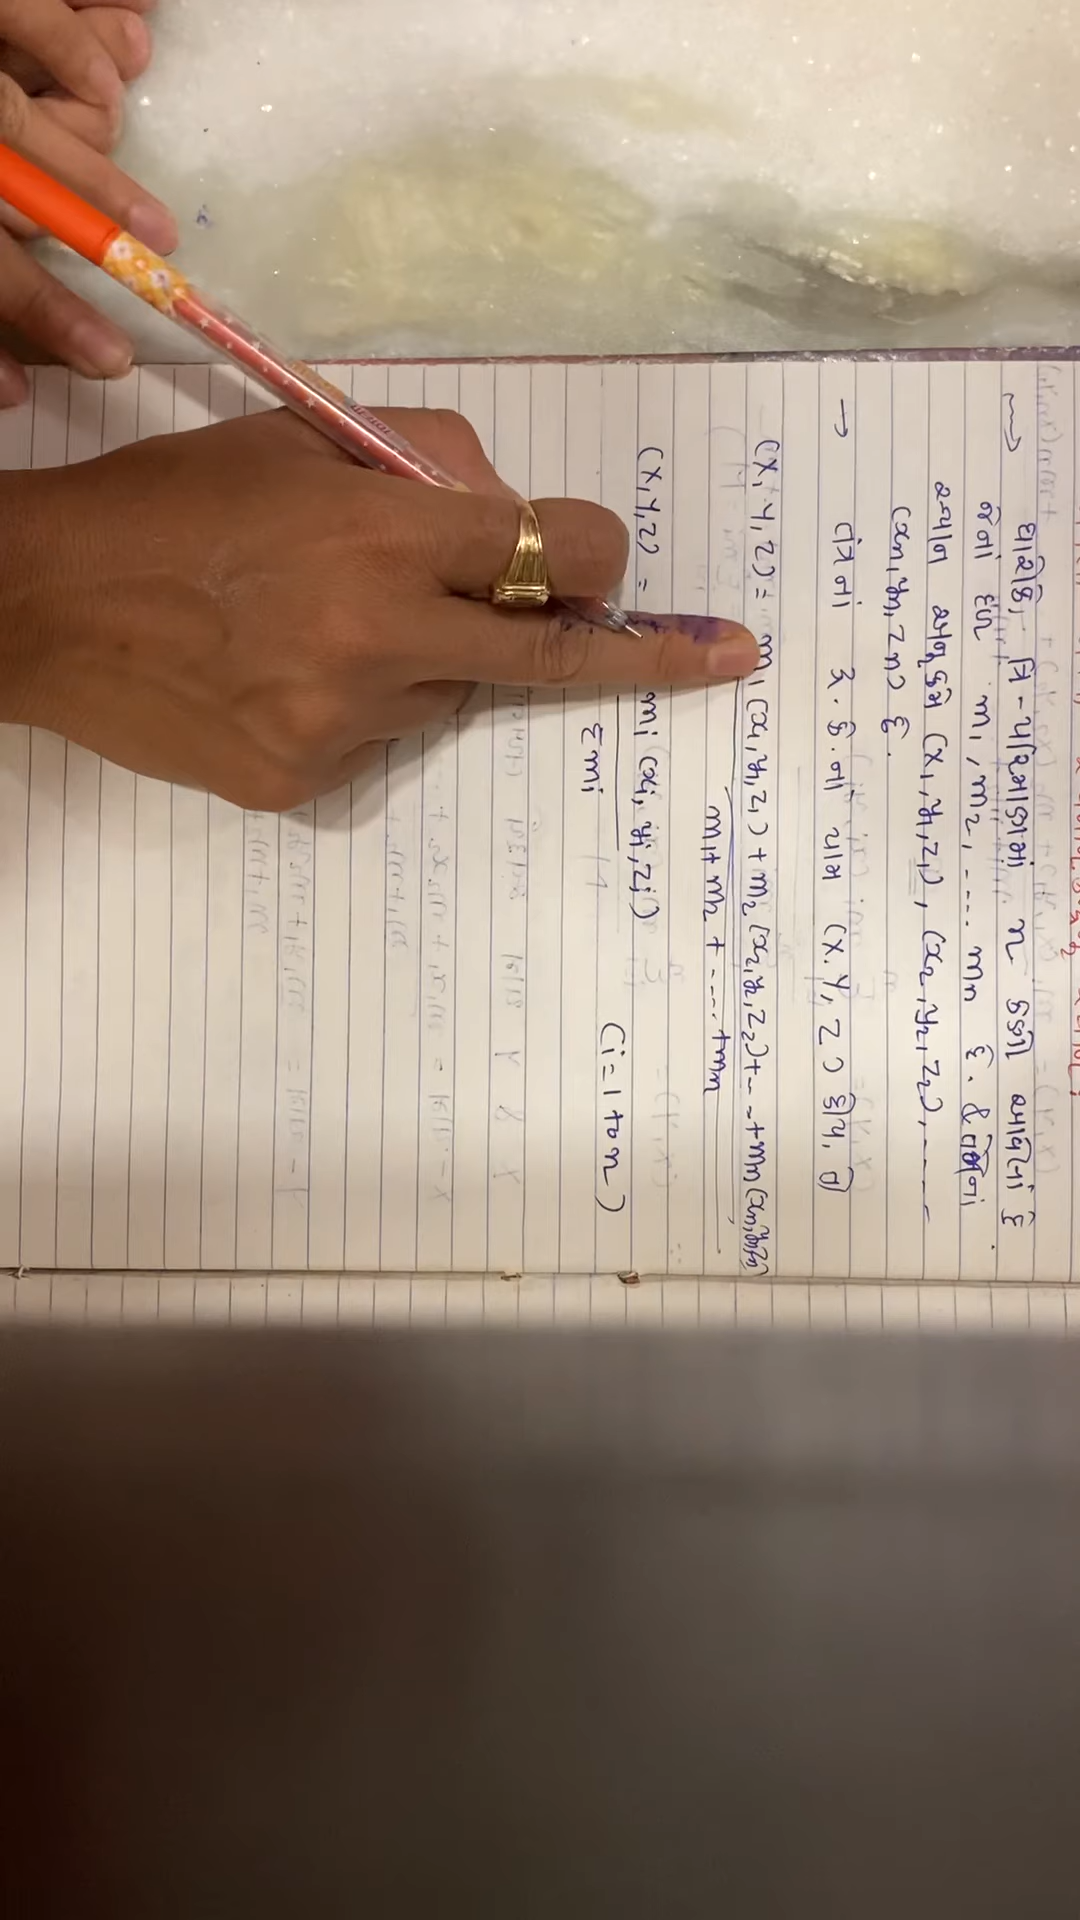 → ધારોકે, ત્રિ-પરિમાણમાં n કણો આવેલાં છે.
જેનાં દળ m₁, m₂, ---- mn છે. કણોનાં
સ્થાન અનુક્રમે (x₁, y₁, z₁), (x₂, y₂, z₂), ----
(xn, yn, zn) છે.
→ તંત્રનાં દ્ર.કે.નાં યામ (X, Y, Z) હોય, તો
(X, Y, Z) = m₁ (x₁, y₁, z₁) + m₂ (x₂, y₂, z₂) + -- + mn (xn, yn, zn)
m₁ + m₂ + ---- + mn
(X, Y, Z) = mi (xi, yi, zi)
Σmi
(i = 1 to n)